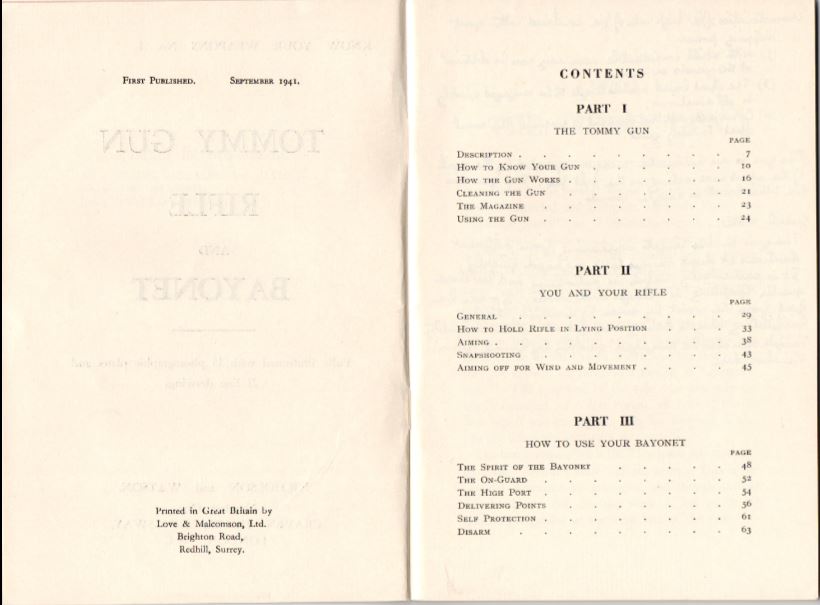 FIRST PUBLISHED. SEPTEMBER 1941.
Printed in Great Britain by
Love & Malcomson, Ltd.
Brighton Road,
Redhill, Surrey.
CONTENTS
PART I
THE TOMMY GUN
PAGE
DESCRIPTION . . . . . . . . 7
HOW TO KNOW YOUR GUN . . . . . . 10
HOW THE GUN WORKS . . . . . . . 16
CLEANING THE GUN . . . . . . . 21
THE MAGAZINE . . . . . . . 23
USING THE GUN . . . . . . . 24
PART II
YOU AND YOUR RIFLE
PAGE
GENERAL . . . . . . . . 29
HOW TO HOLD RIFLE IN LYING POSITION . . . 33
AIMING . . . . . . . . . 38
SNAPSHOOTING . . . . . . . 43
AIMING OFF FOR WIND AND MOVEMENT . . . . 45
PART III
HOW TO USE YOUR BAYONET
PAGE
THE SPIRIT OF THE BAYONET . . . . . 48
THE ON-GUARD . . . . . . . 52
THE HIGH PORT . . . . . . . 54
DELIVERING POINTS . . . . . . . 56
SELF PROTECTION . . . . . . . 61
DISARM . . . . . . . . 63